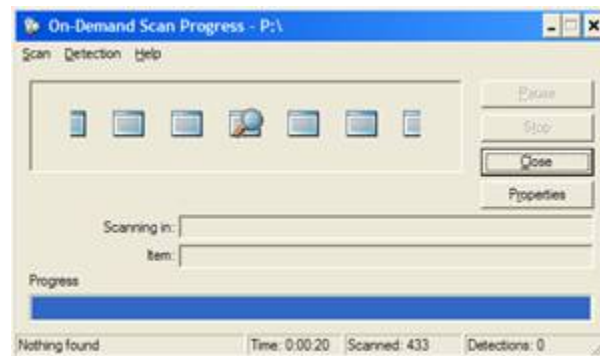 On-Demand Scan Progress - P:\
Scan Detection Help
Pause
Stop
Close
Properties
Scanning in:
Item:
Progress
Nothing found Time: 0:00:20 Scanned: 433 Detections: 0